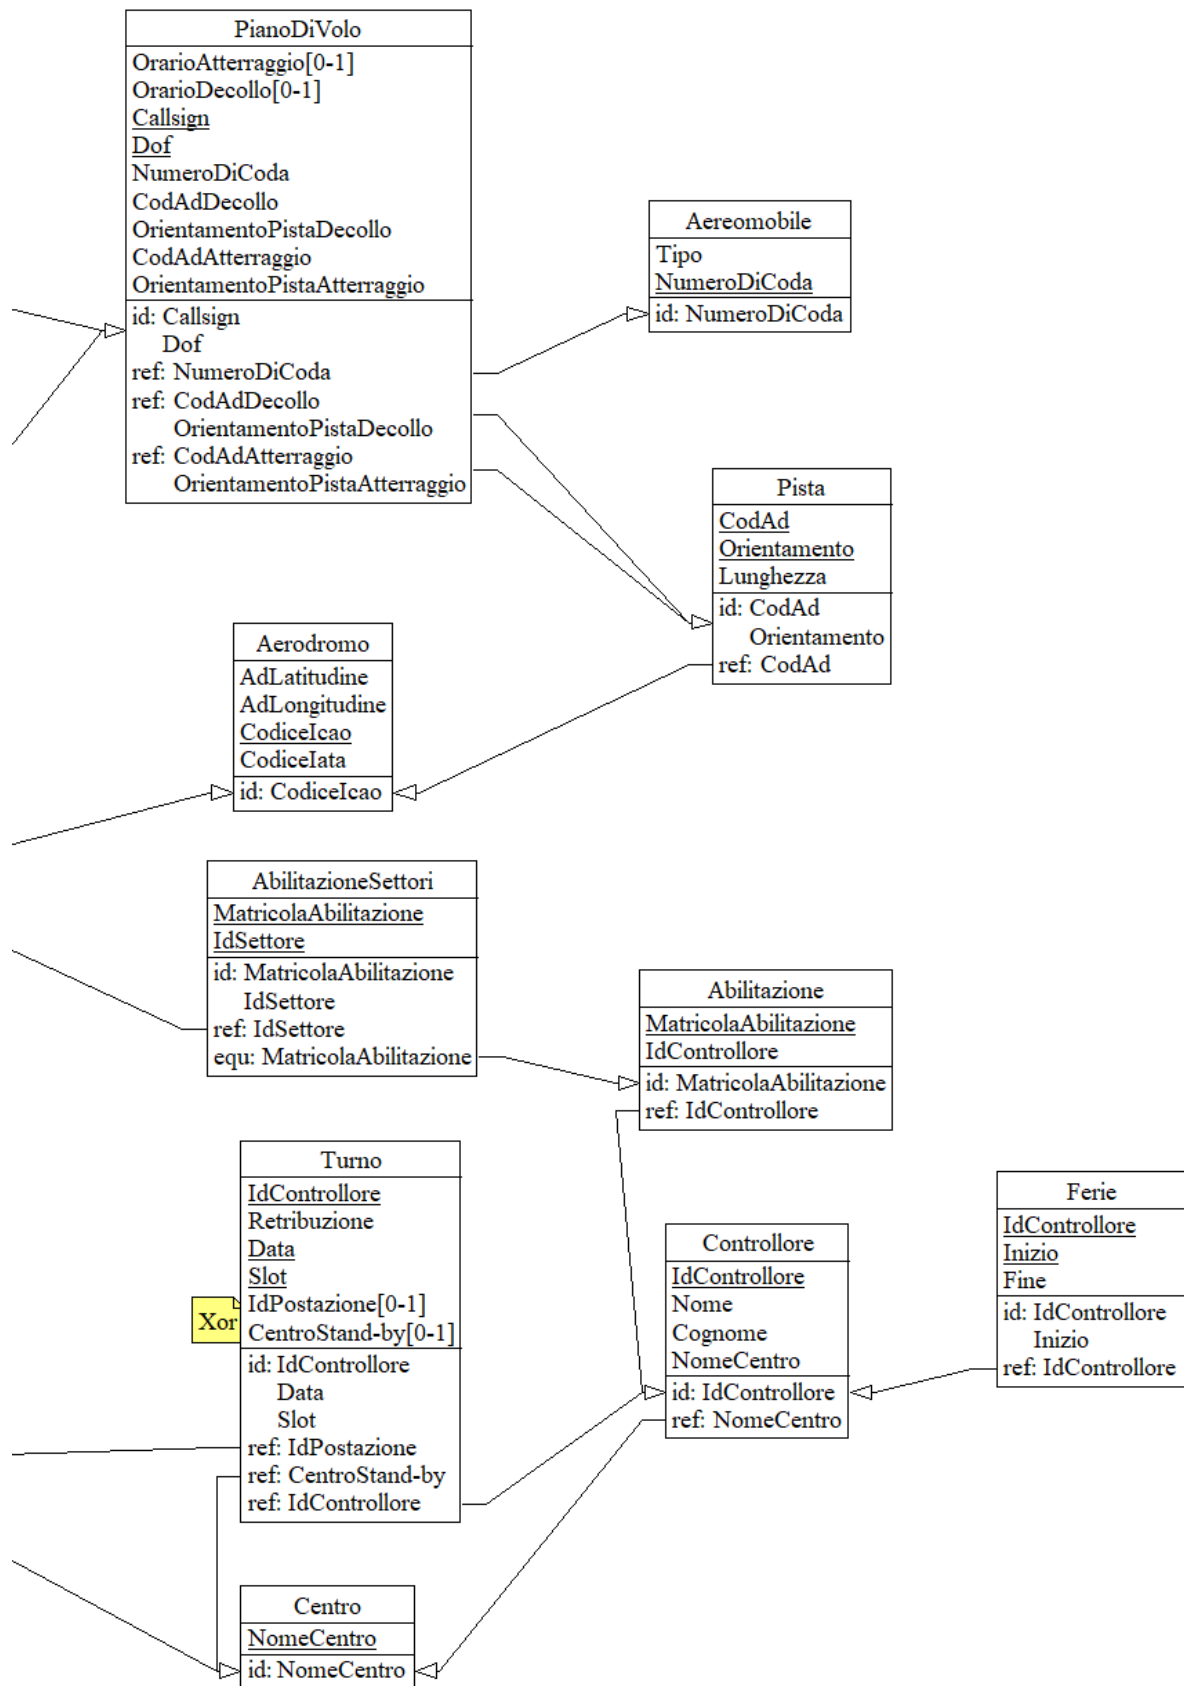 PianoDiVolo
OrarioAtterraggio[0-1]
OrarioDecollo[0-1]
Callsign
Dof
NumeroDiCoda
CodAdDecollo
OrientamentoPistaDecollo
CodAdAtterraggio
OrientamentoPistaAtterraggio
id: Callsign
Dof
ref: NumeroDiCoda
ref: CodAdDecollo
OrientamentoPistaDecollo
ref: CodAdAtterraggio
OrientamentoPistaAtterraggio
Aereomobile
Tipo
NumeroDiCoda
id: NumeroDiCoda
Pista
CodAd
Orientamento
Lunghezza
id: CodAd
Orientamento
ref: CodAd
Aerodromo
AdLatitudine
AdLongitudine
CodiceIcao
CodiceIata
id: CodiceIcao
AbilitazioneSettori
MatricolaAbilitazione
IdSettore
id: MatricolaAbilitazione
IdSettore
ref: IdSettore
equ: MatricolaAbilitazione
Abilitazione
MatricolaAbilitazione
IdControllore
id: MatricolaAbilitazione
ref: IdControllore
Turno
IdControllore
Retribuzione
Data
Slot
IdPostazione[0-1]
CentroStand-by[0-1]
Xor
id: IdControllore
Data
Slot
ref: IdPostazione
ref: CentroStand-by
ref: IdControllore
Controllore
IdControllore
Nome
Cognome
NomeCentro
id: IdControllore
ref: NomeCentro
Ferie
IdControllore
Inizio
Fine
id: IdControllore
Inizio
ref: IdControllore
Centro
NomeCentro
id: NomeCentro